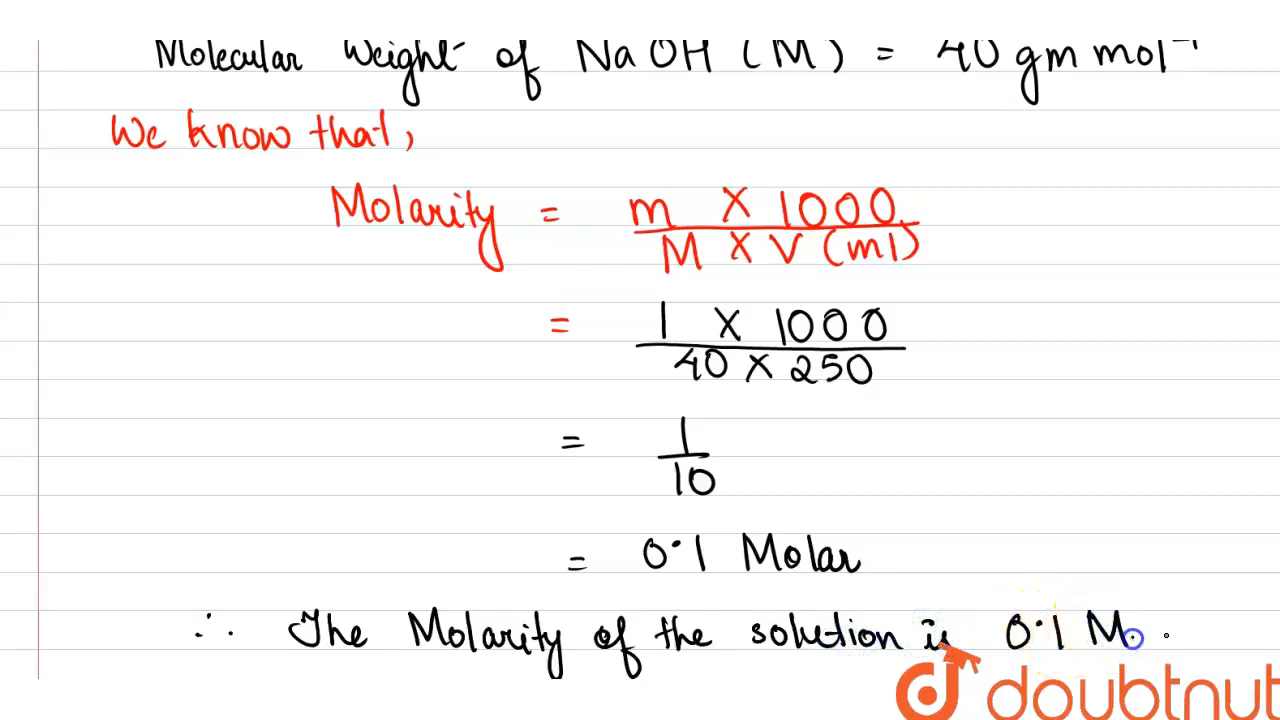 Molecular Weight of NaOH (M) = 40 gm mol⁻¹
We know that,
Molarity = m X 1000
M X V (ml)
= 1 X 1000
40 X 250
= 1
10
= 0.1 Molar
∴ The Molarity of the solution is 0.1 M.
doubtnut